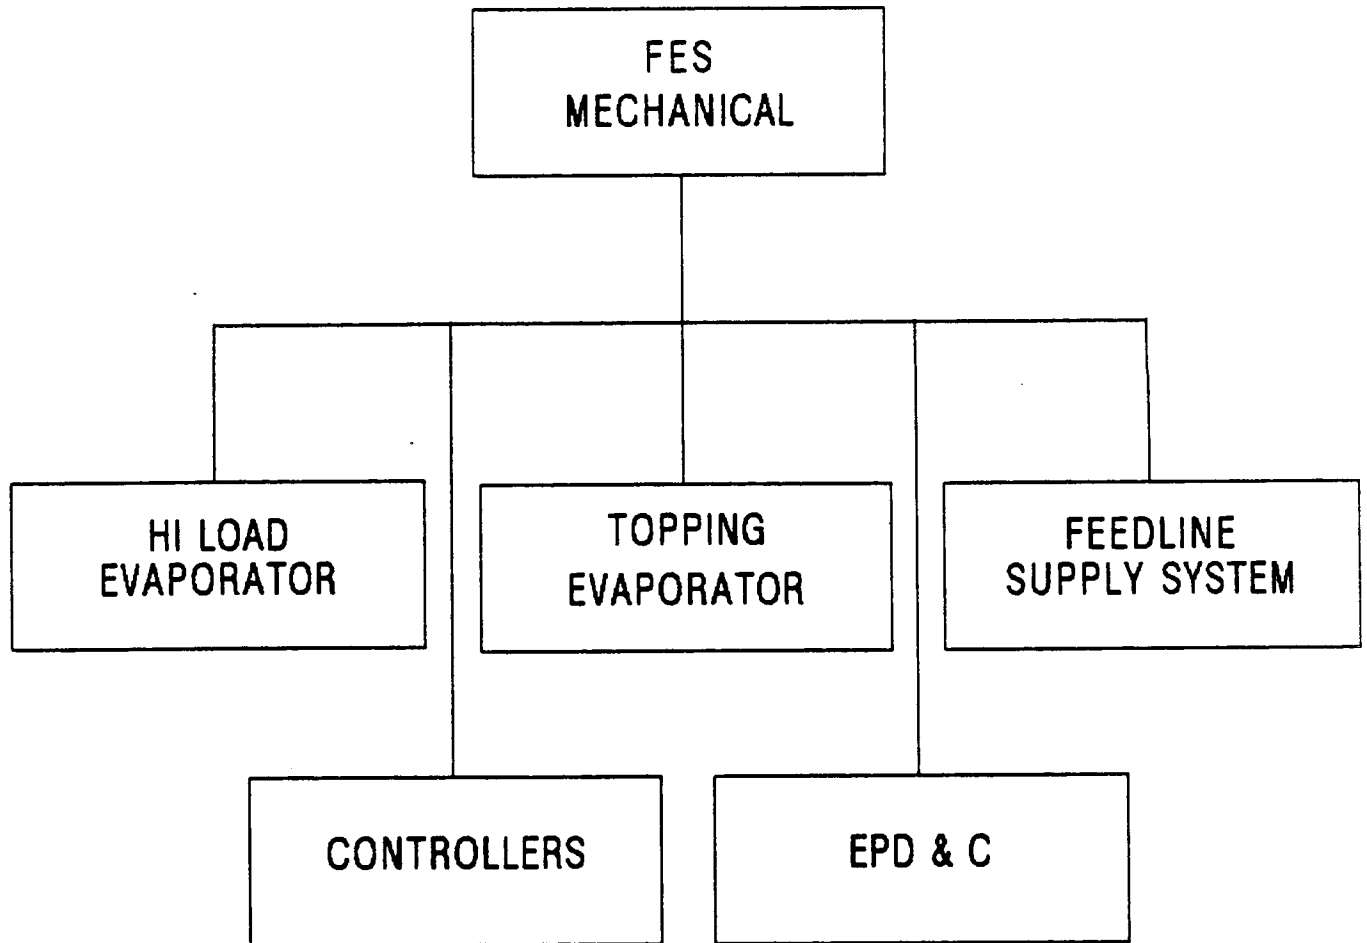 FES
MECHANICAL
HI LOAD
EVAPORATOR
TOPPING
EVAPORATOR
FEEDLINE
SUPPLY SYSTEM
CONTROLLERS
EPD & C